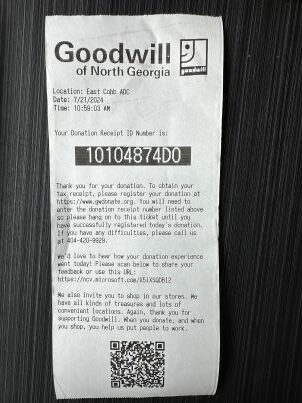 Goodwill
of North Georgia
goodwill
Location: East Cobb ADC
Date: 7/21/2024
Time: 10:59:03 AM
Your Donation Receipt ID Number is:
10104874DO
Thank you for your donation. To obtain your
tax receipt, please register your donation at
https://www.gwdonate.org. You will need to
enter the donation receipt number listed above
so please hang on to this ticket until you
have successfully registered today's donation.
If you have any difficulties, please call us
at 404-420-9929.
We'd love to hear how your donation experience
went today! Please scan below to share your
feedback or use this URL:
We also invite you to shop in our stores. We
have all kinds of treasures and lots of
convenient locations. Again, thank you for
supporting Goodwill. When you donate, and when
you shop, you help us put people to work.